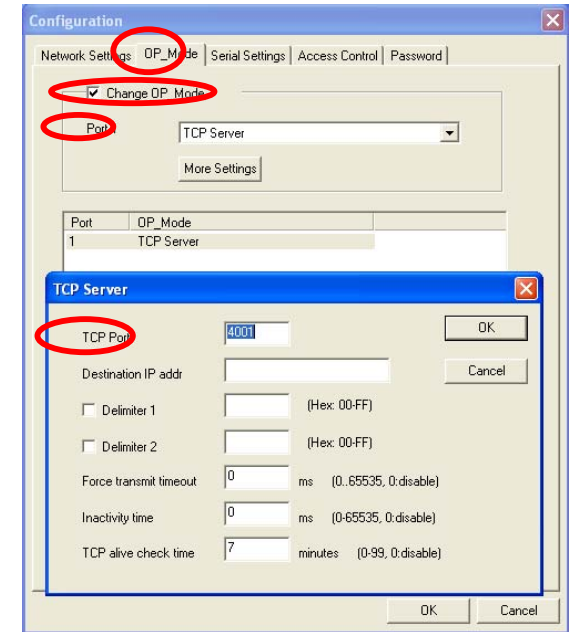 Configuration
Network Settings OP_Mode Serial Settings Access Control Password
Change OP_Mode
Port TCP Server
More Settings
Port OP_Mode
1 TCP Server
TCP Server
TCP Port 4001 OK
Destination IP addr Cancel
Delimiter 1 (Hex: 00-FF)
Delimiter 2 (Hex: 00-FF)
Force transmit timeout 0 ms (0..65535, 0:disable)
Inactivity time 0 ms (0-65535, 0:disable)
TCP alive check time 7 minutes (0-99, 0:disable)
OK Cancel